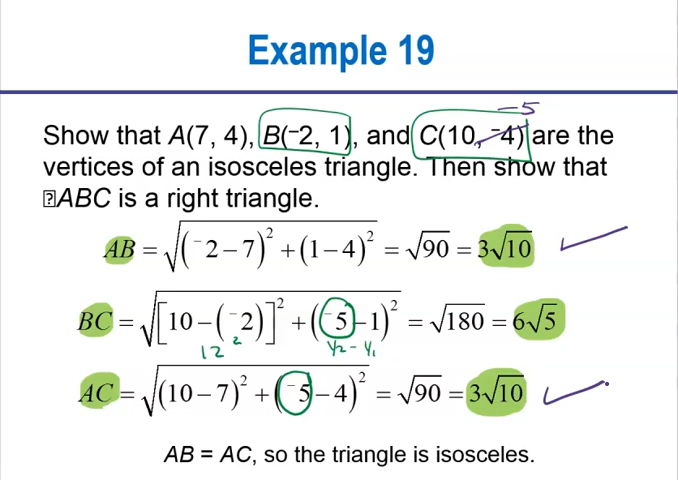 Example 19
-5
Show that A(7, 4), B(⁻2, 1), and C(10, ⁻4) are the
vertices of an isosceles triangle. Then show that
⍰ABC is a right triangle.
AB = √((⁻2 – 7)² + (1 – 4)²) = √90 = 3√10
BC = √([10 – (⁻2)]² + (⁻5 – 1)²) = √180 = 6√5
12² y₂ – y₁
AC = √((10 – 7)² + (⁻5 – 4)²) = √90 = 3√10
AB = AC, so the triangle is isosceles.